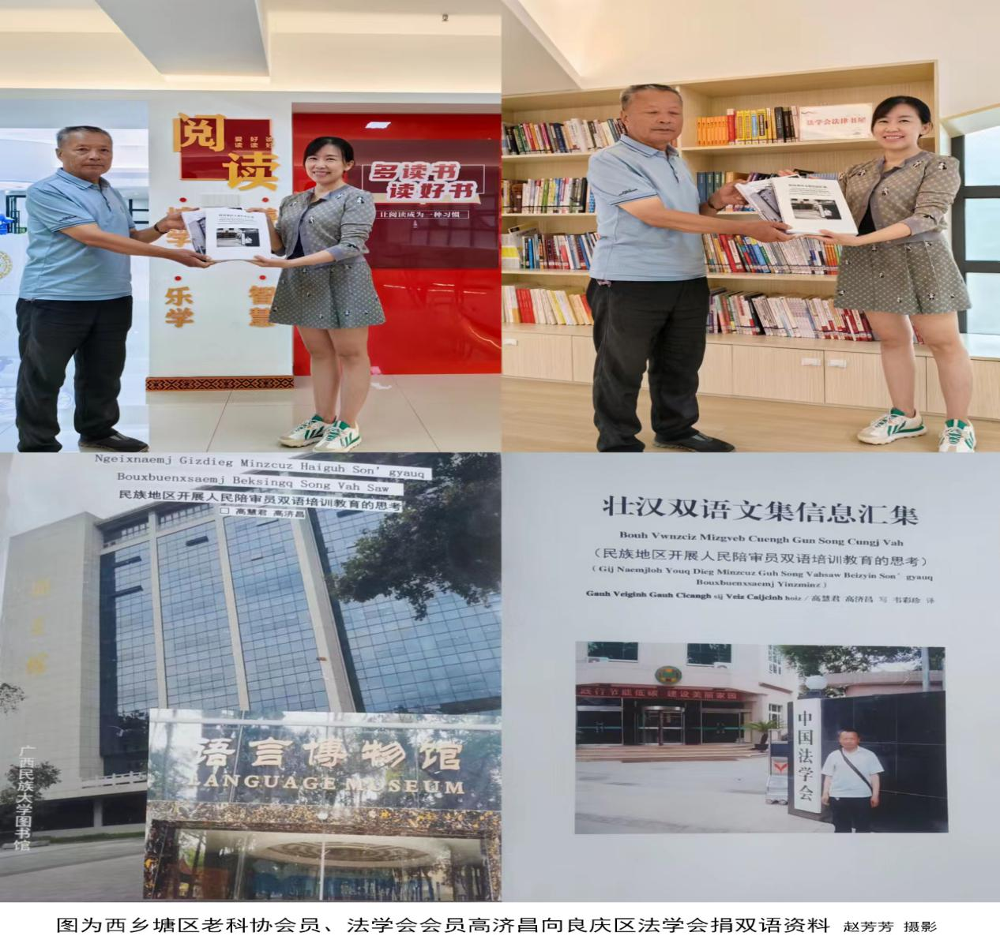 阅读
爱好读
读读好
多读书
读好书
让阅读成为一种习惯
乐学
智慧
法学会法律书屋
Ngeixnaemj Gizdieg Minzcuz Haiguh Son'gyauq
Bouxbuenxsaemj Beksingq Song Vah Saw
民族地区开展人民陪审员双语培训教育的思考
□ 高慧君 高济昌
广西民族大学图书馆
语言博物馆
LANGUAGE MUSEUM
壮汉双语文集信息汇集
Bouh Vwnzciz Mizgveb Cuengh Gun Song Cungj Vah
（民族地区开展人民陪审员双语培训教育的思考）
（Gij Naemjloh Youq Dieg Minzcuz Guh Song Vahsaw Beizyin Son'gyauq
Bouxbuenxsaemj Yinzminz）
Gauh Veiginh Gauh Cicangh sij Veiz Caijcinh hoiz / 高慧君 高济昌 写 韦彩珍 译
践行节能低碳 建设美丽家园
中国法学会
图为西乡塘区老科协会员、法学会会员高济昌向良庆区法学会捐双语资料 赵芳芳 摄影